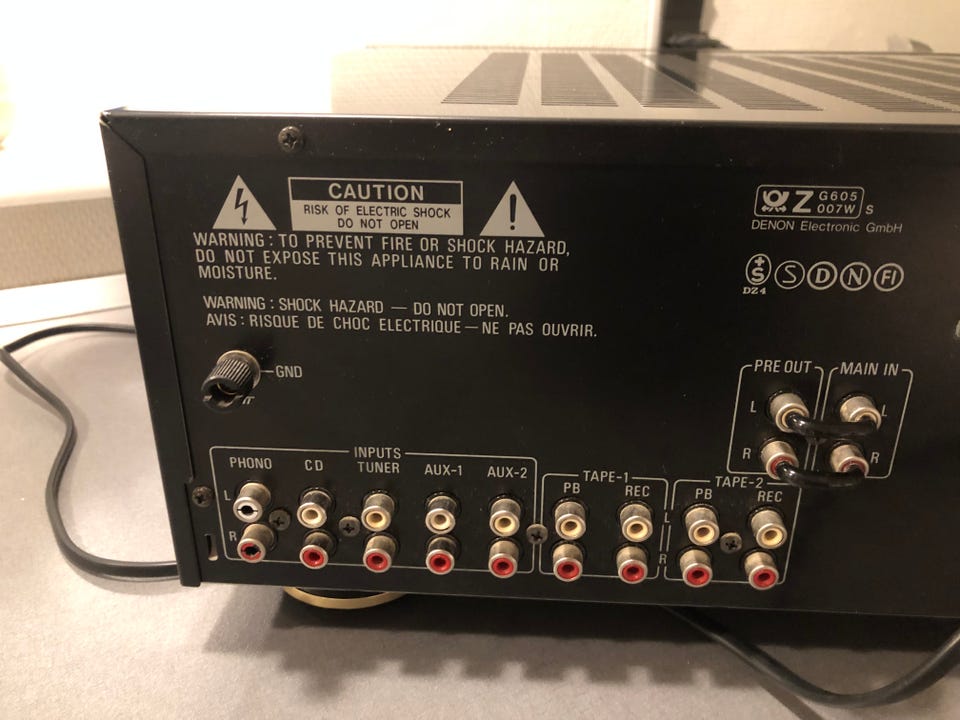 CAUTION
RISK OF ELECTRIC SHOCK
DO NOT OPEN
WARNING : TO PREVENT FIRE OR SHOCK HAZARD,
DO NOT EXPOSE THIS APPLIANCE TO RAIN OR
MOISTURE.
WARNING : SHOCK HAZARD — DO NOT OPEN.
AVIS : RISQUE DE CHOC ELECTRIQUE — NE PAS OUVRIR.
Z G605
007W S
DENON Electronic GmbH
S S D N FI
DZ 4
GND
PRE OUT MAIN IN
L L
R R
INPUTS
PHONO CD TUNER AUX-1 AUX-2
TAPE-1
PB REC
TAPE-2
PB REC
L L
R R